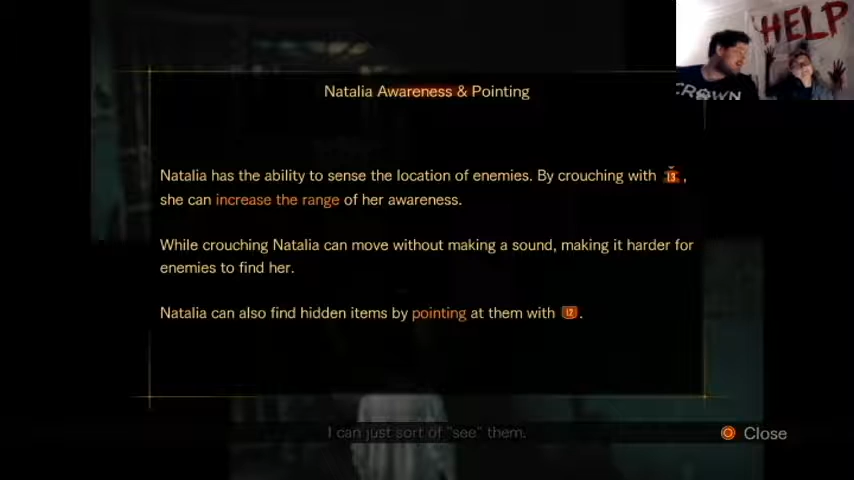 HELP
CROWN
Natalia Awareness & Pointing
Natalia has the ability to sense the location of enemies. By crouching with L3,
she can increase the range of her awareness.
While crouching Natalia can move without making a sound, making it harder for
enemies to find her.
Natalia can also find hidden items by pointing at them with L2.
I can just sort of "see" them.
Close